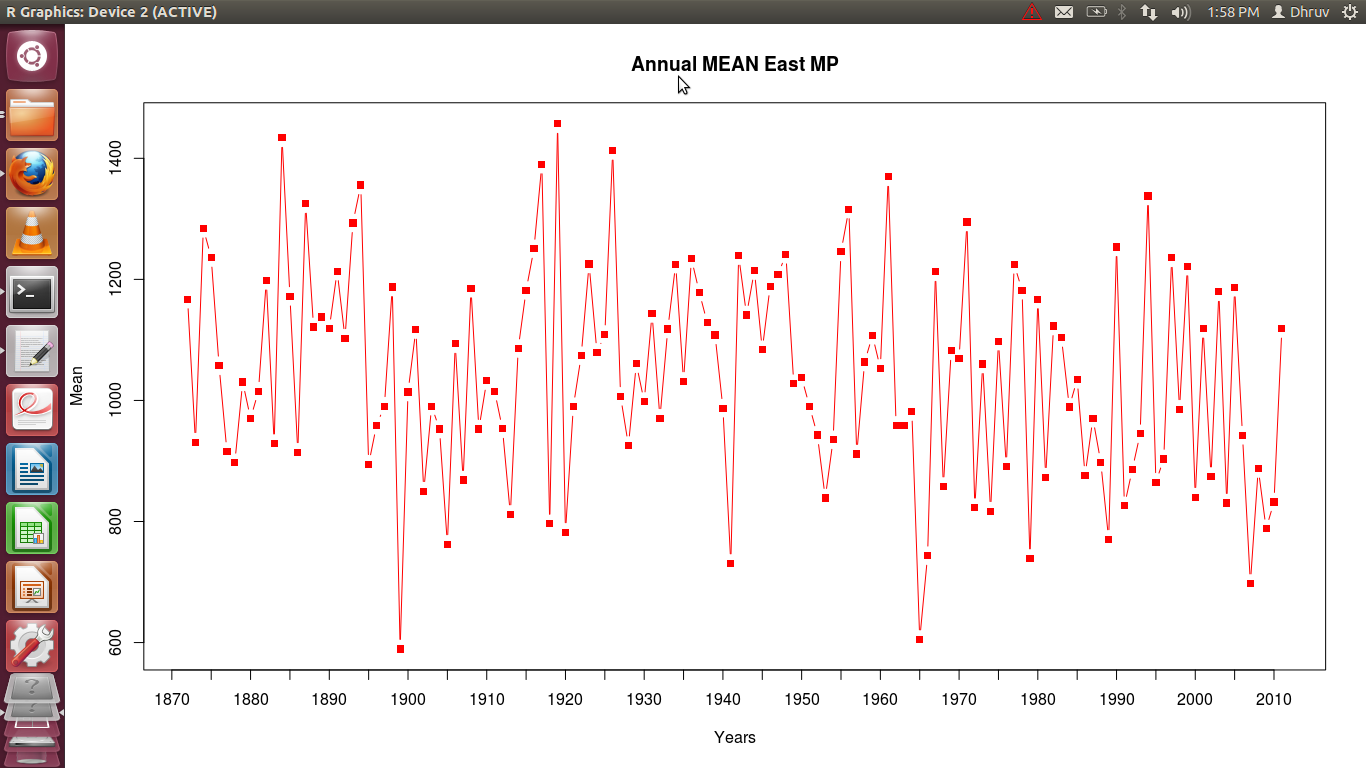 R Graphics: Device 2 (ACTIVE)
1:58 PM Dhruv
Annual MEAN East MP
1400
1200
1000
800
600
Mean
1870 1880 1890 1900 1910 1920 1930 1940 1950 1960 1970 1980 1990 2000 2010
Years